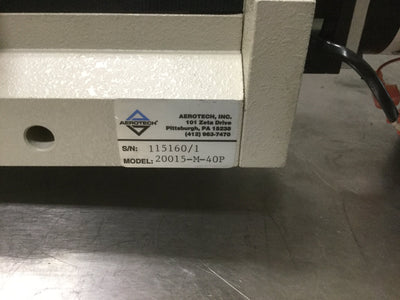 AEROTECH
AEROTECH, INC.
101 Zeta Drive
Pittsburgh, PA 15238
(412) 963-7470
S/N: 115160/1
MODEL: 20015-M-40P